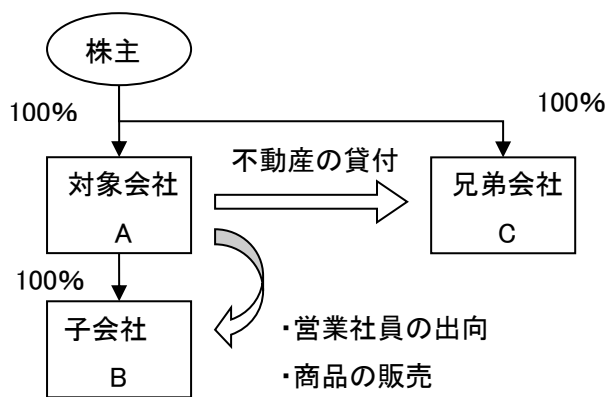 株主
100%
100%
不動産の貸付
対象会社
A
兄弟会社
C
100%
子会社
B
・営業社員の出向
・商品の販売